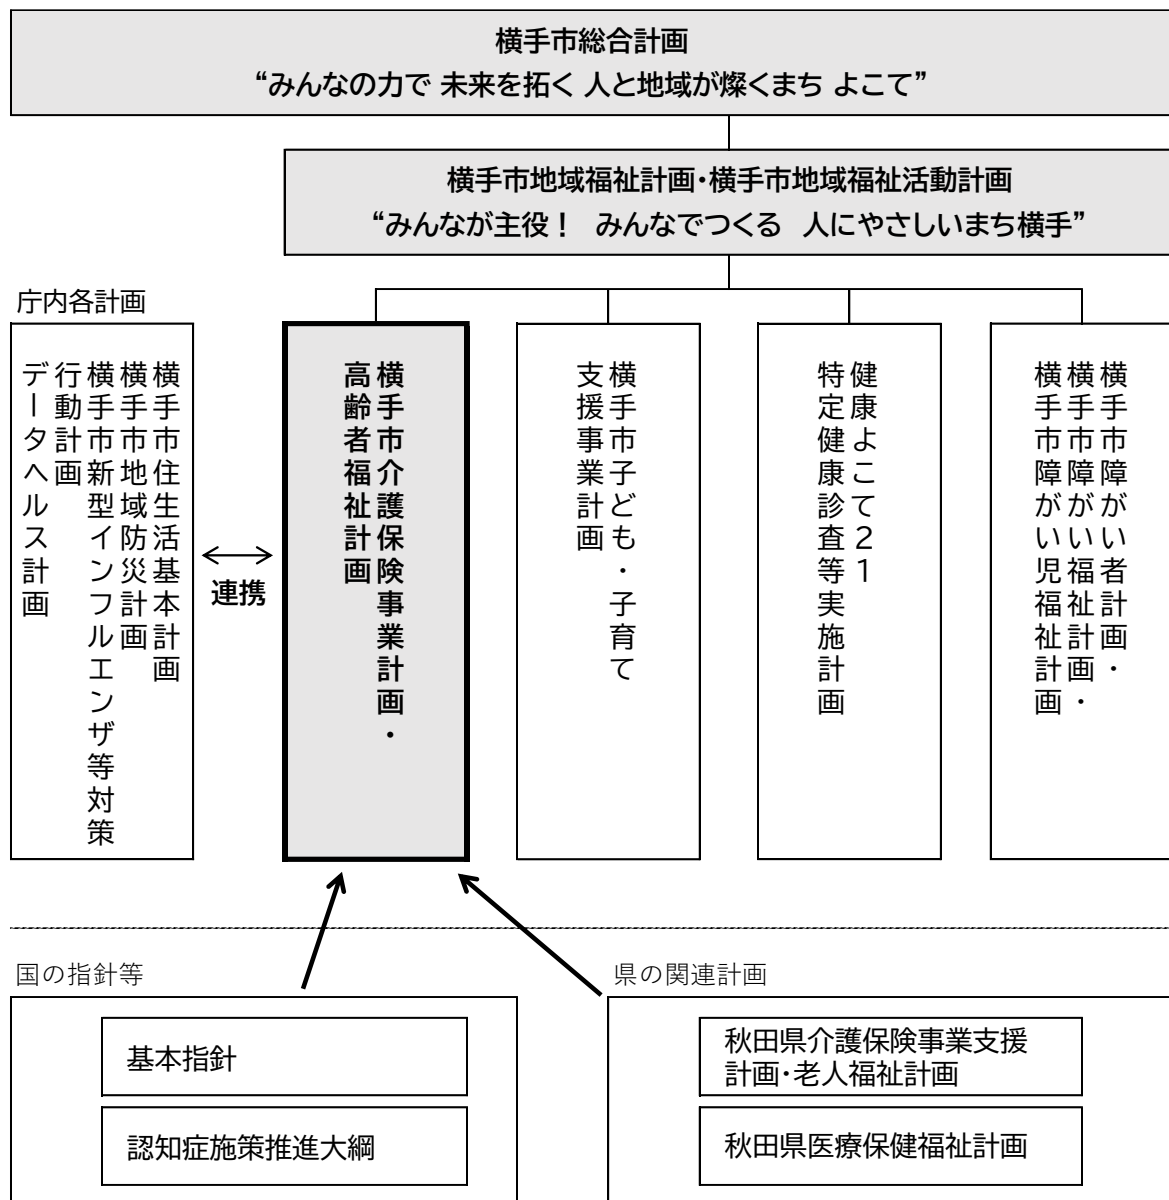 横手市総合計画
“みんなの力で 未来を拓く 人と地域が燦くまち よこて”
横手市地域福祉計画・横手市地域福祉活動計画
“みんなが主役！ みんなでつくる 人にやさしいまち横手”
庁内各計画
横手市住生活基本計画
横手市地域防災計画
横手市新型インフルエンザ等対策
行動計画
データヘルス計画
連携
横手市介護保険事業計画・
高齢者福祉計画
横手市子ども・子育て
支援事業計画
健康よこて21
特定健康診査等実施計画
横手市障がい者計画・
横手市障がい福祉計画・
横手市障がい児福祉計画
国の指針等
基本指針
認知症施策推進大綱
県の関連計画
秋田県介護保険事業支援
計画・老人福祉計画
秋田県医療保健福祉計画